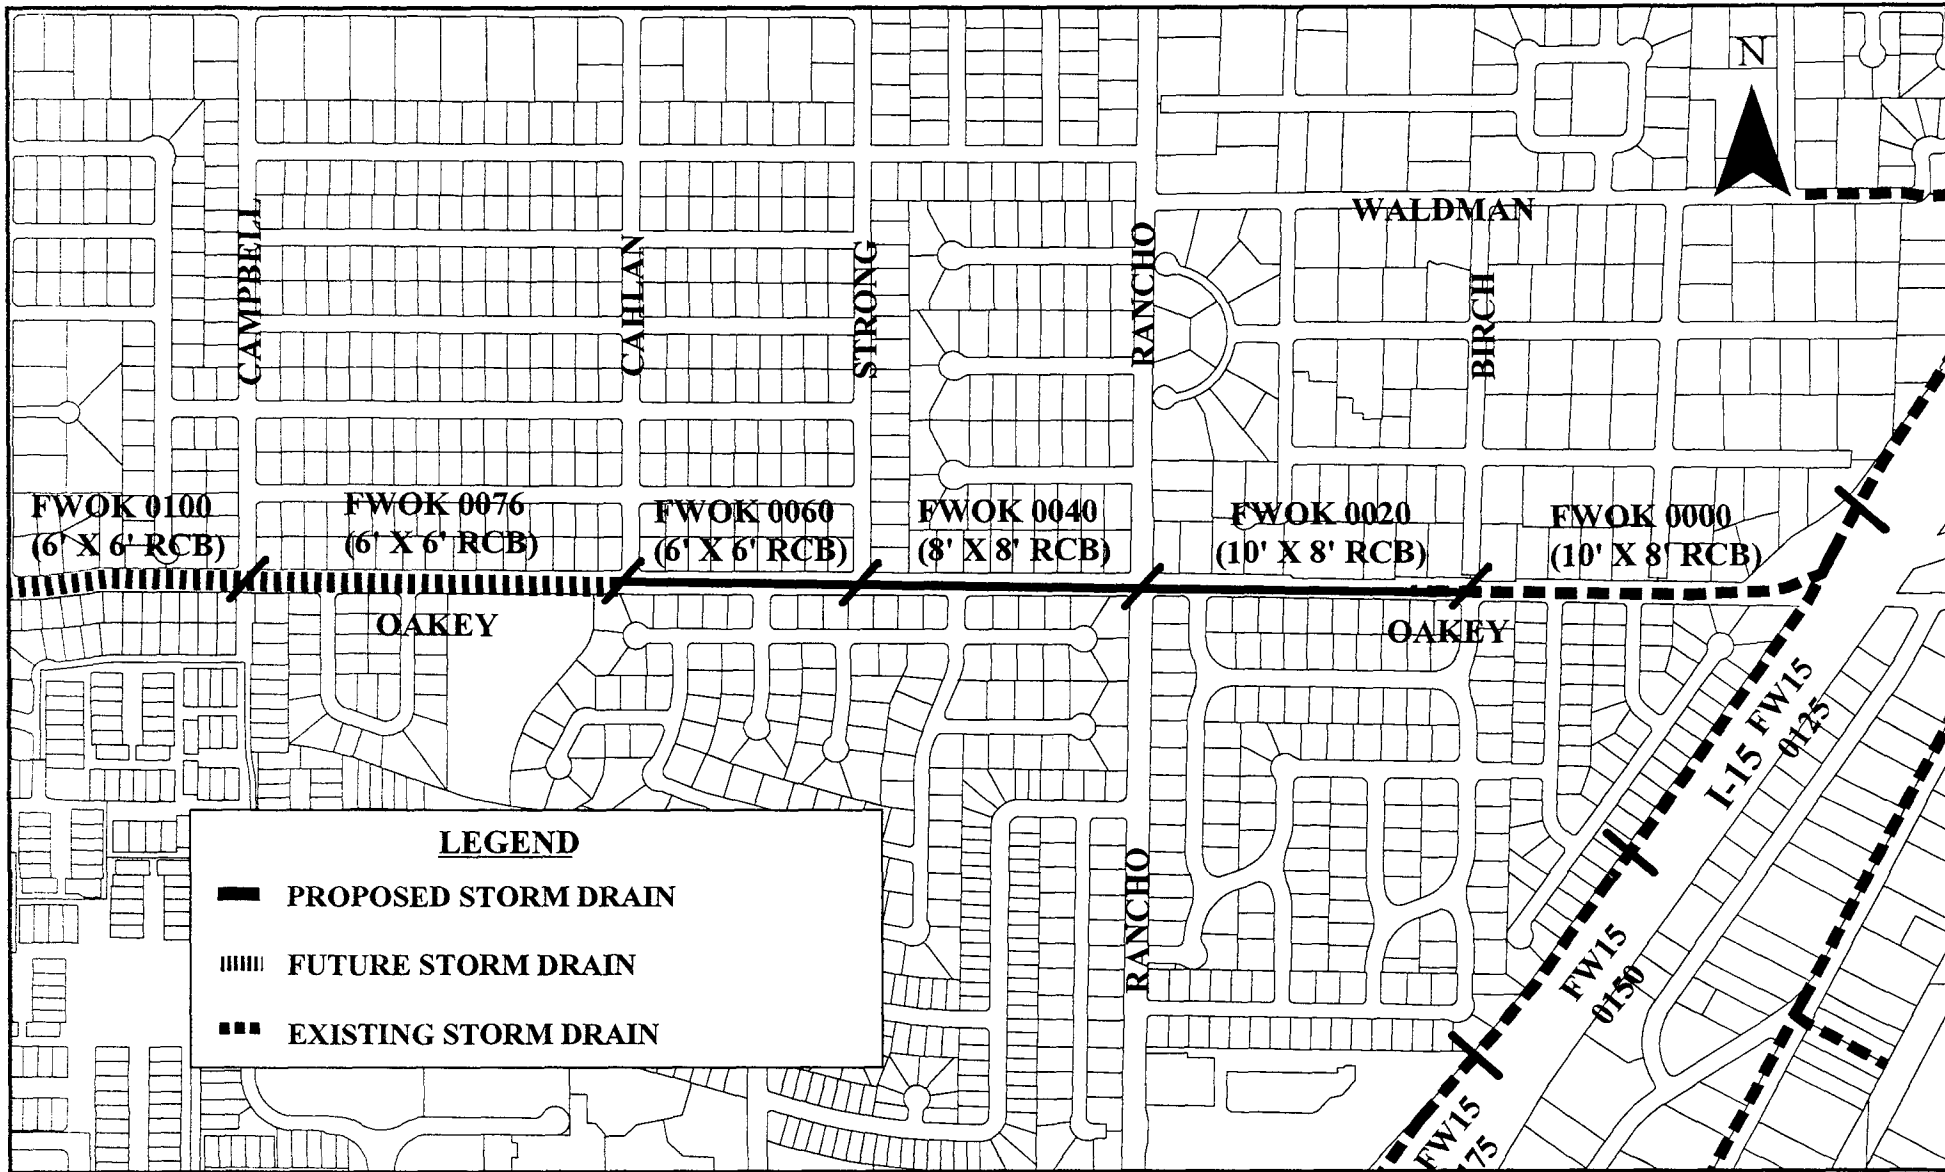 N
WALDMAN
CAMPBELL
CAHLAN
STRONG
RANCHO
BIRCH
FWOK 0100
(6' X 6' RCB)
FWOK 0076
(6' X 6' RCB)
FWOK 0060
(6' X 6' RCB)
FWOK 0040
(8' X 8' RCB)
FWOK 0020
(10' X 8' RCB)
FWOK 0000
(10' X 8' RCB)
OAKEY
OAKEY
I-15
FW15
0125
RANCHO
FW15
0150
FW15
175
LEGEND
PROPOSED STORM DRAIN
FUTURE STORM DRAIN
EXISTING STORM DRAIN